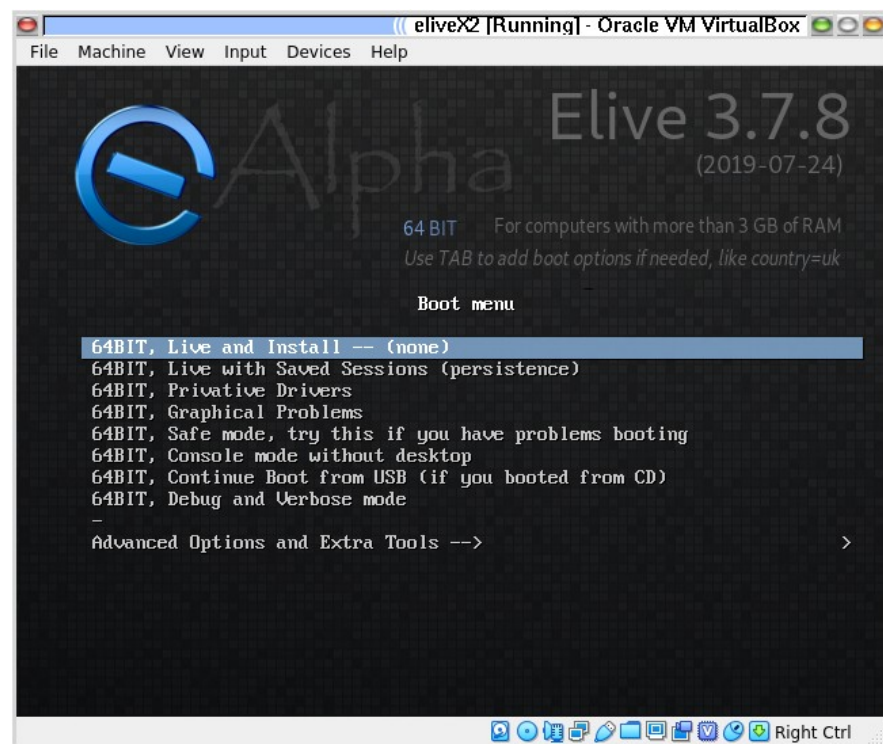 eliveX2 [Running] - Oracle VM VirtualBox
File Machine View Input Devices Help
Alpha
Elive 3.7.8
(2019-07-24)
64 BIT For computers with more than 3 GB of RAM
Use TAB to add boot options if needed, like country=uk
Boot menu
64BIT, Live and Install -- (none)
64BIT, Live with Saved Sessions (persistence)
64BIT, Privative Drivers
64BIT, Graphical Problems
64BIT, Safe mode, try this if you have problems booting
64BIT, Console mode without desktop
64BIT, Continue Boot from USB (if you booted from CD)
64BIT, Debug and Verbose mode
-
Advanced Options and Extra Tools --> >
Right Ctrl